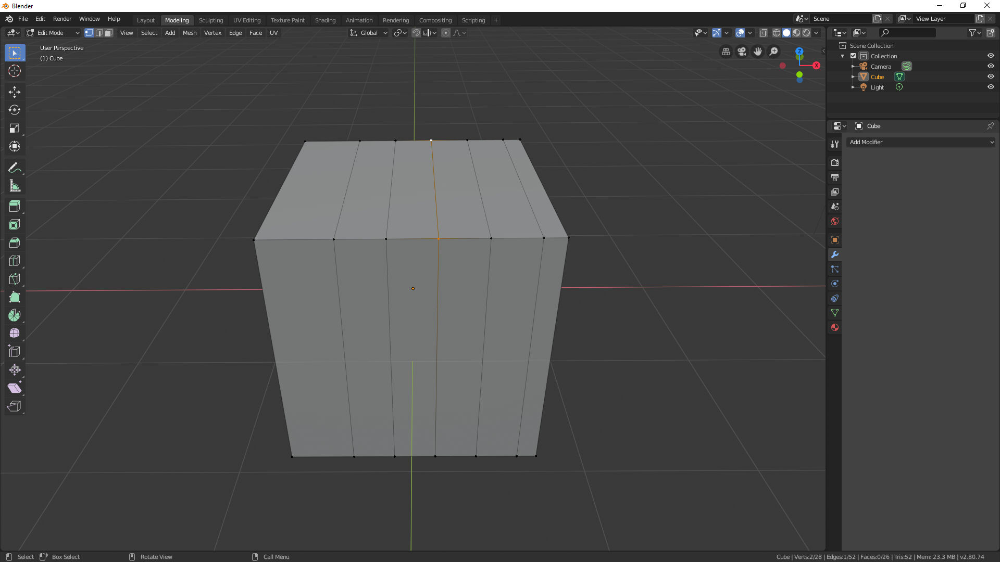 Blender
File Edit Render Window Help
Layout Modeling Sculpting UV Editing Texture Paint Shading Animation Rendering Compositing Scripting +
Scene
View Layer
Edit Mode
View Select Add Mesh Vertex Edge Face UV
Global
User Perspective
(1) Cube
Z
X
Scene Collection
Collection
Camera
Cube
Light
Cube
Add Modifier
Select Box Select Rotate View Call Menu
Cube | Verts:2/28 | Edges:1/52 | Faces:0/26 | Tris:52 | Mem: 23.3 MB | v2.80.74